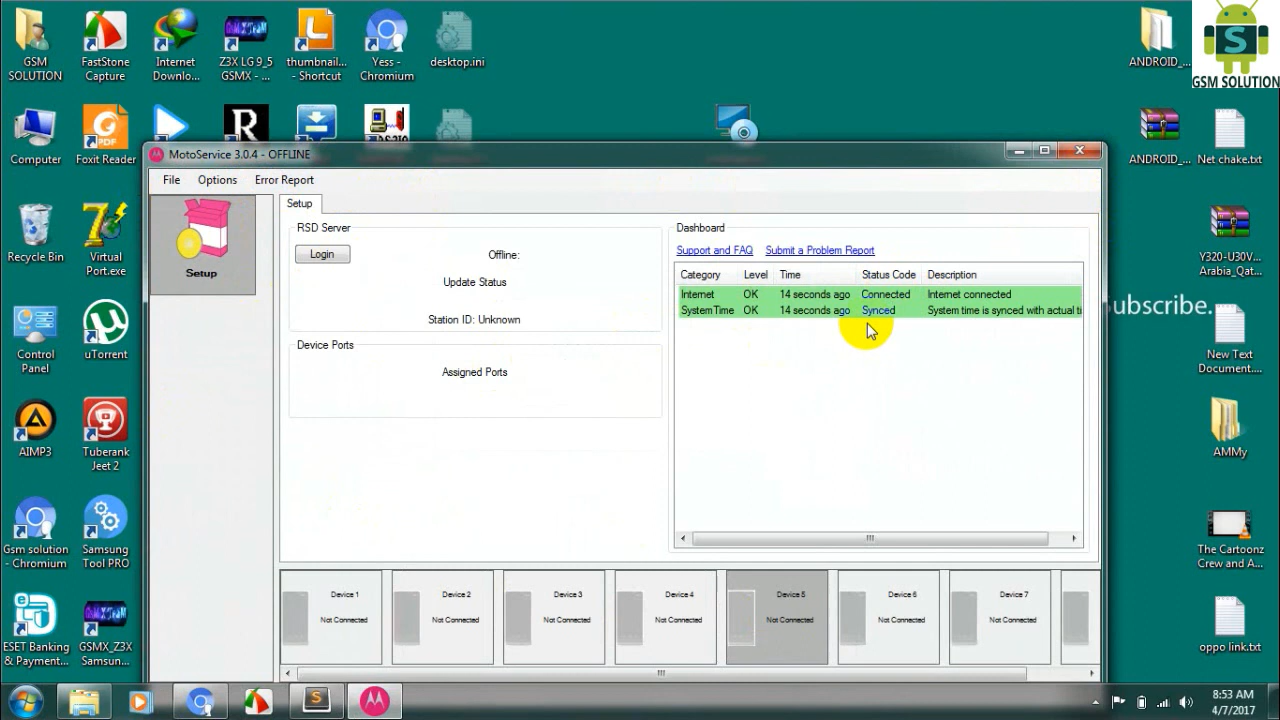 GSM
SOLUTION
FastStone
Capture
Internet
Downlo...
Z3X LG 9_5
GSMX - ...
thumbnail...
- Shortcut
Yess -
Chromium
desktop.ini
ANDROID_...
S
GSM SOLUTION
Computer
Foxit Reader
PDF
R
ANDROID_...
Net chake.txt
MotoService 3.0.4 - OFFLINE
File
Options
Error Report
Setup
Setup
RSD Server
Login
Offline:
Update Status
Station ID: Unknown
Device Ports
Assigned Ports
Dashboard
Support and FAQ
Submit a Problem Report
Category Level Time Status Code Description
Internet OK 14 seconds ago Connected Internet connected
System Time OK 14 seconds ago Synced System time is synced with actual ti
Recycle Bin
Virtual
Port.exe
Y320-U30V...
Arabia_Qat...
Subscribe.
Control
Panel
uTorrent
New Text
Document....
AIMP3
Tuberank
Jeet 2
AMMy
Gsm solution
- Chromium
Samsung
Tool PRO
The Cartoonz
Crew and A...
Device 1
Not Connected
Device 2
Not Connected
Device 3
Not Connected
Device 4
Not Connected
Device 5
Not Connected
Device 6
Not Connected
Device 7
Not Connected
ESET Banking
& Payment...
GSMX_Z3X
Samsun...
oppo link.txt
8:53 AM
4/7/2017